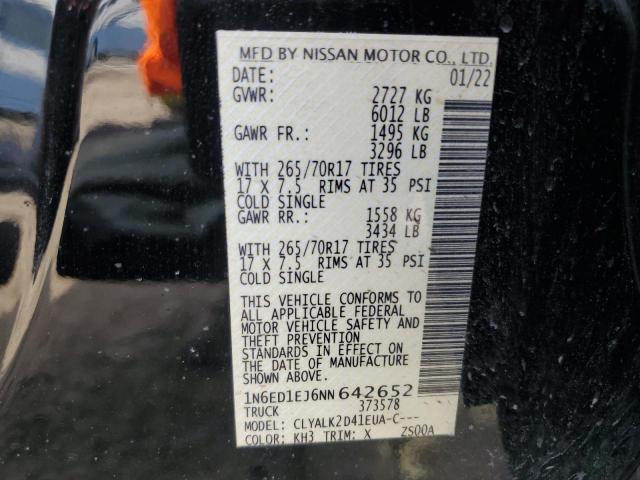 MFD BY NISSAN MOTOR CO., LTD.
DATE: 01/22
GVWR: 2727 KG
6012 LB
GAWR FR.: 1495 KG
3296 LB
WITH 265/70R17 TIRES
17 X 7.5 RIMS AT 35 PSI
COLD SINGLE
GAWR RR.: 1558 KG
3434 LB
WITH 265/70R17 TIRES
17 X 7.5 RIMS AT 35 PSI
COLD SINGLE
THIS VEHICLE CONFORMS TO
ALL APPLICABLE FEDERAL
MOTOR VEHICLE SAFETY AND
THEFT PREVENTION
STANDARDS IN EFFECT ON
THE DATE OF MANUFACTURE
SHOWN ABOVE.
1N6ED1EJ6NN642652
TRUCK 373578
MODEL: CLYALK2D41EUA-C---
COLOR: KH3 TRIM: X ZS00A